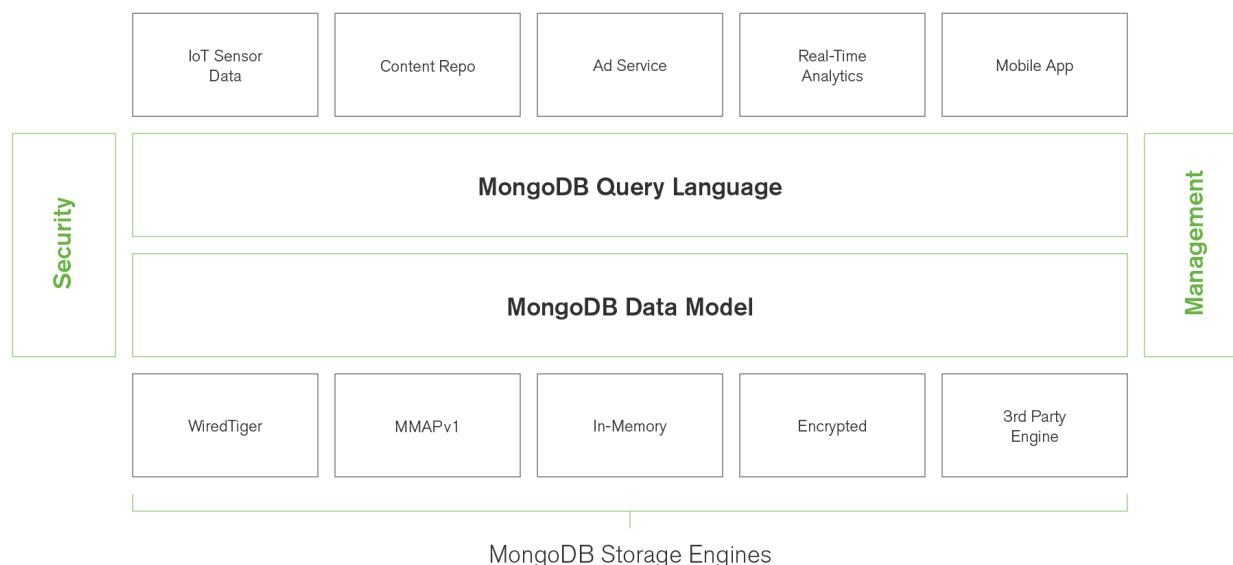 IoT Sensor
Data
Content Repo
Ad Service
Real-Time
Analytics
Mobile App
Security
MongoDB Query Language
Management
MongoDB Data Model
WiredTiger
MMAPv1
In-Memory
Encrypted
3rd Party
Engine
MongoDB Storage Engines